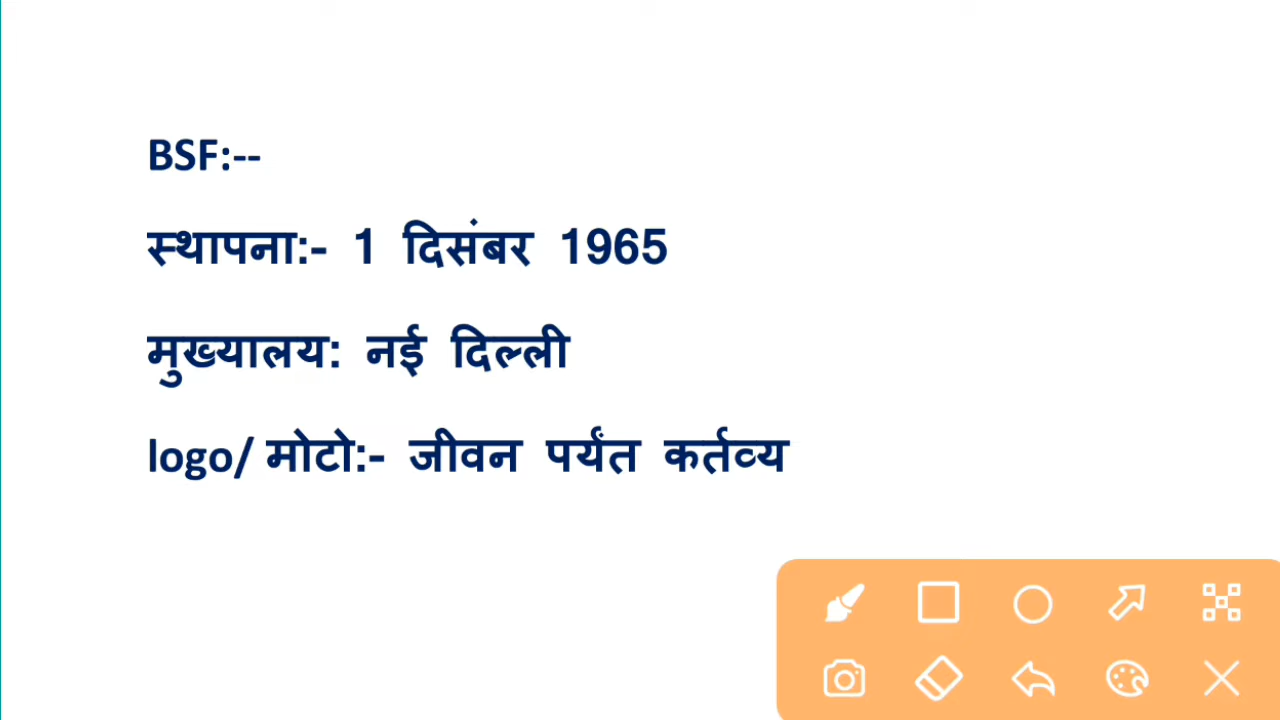 BSF:--
स्थापना:- 1 दिसंबर 1965
मुख्यालय: नई दिल्ली
logo/ मोटो:- जीवन पर्यंत कर्तव्य